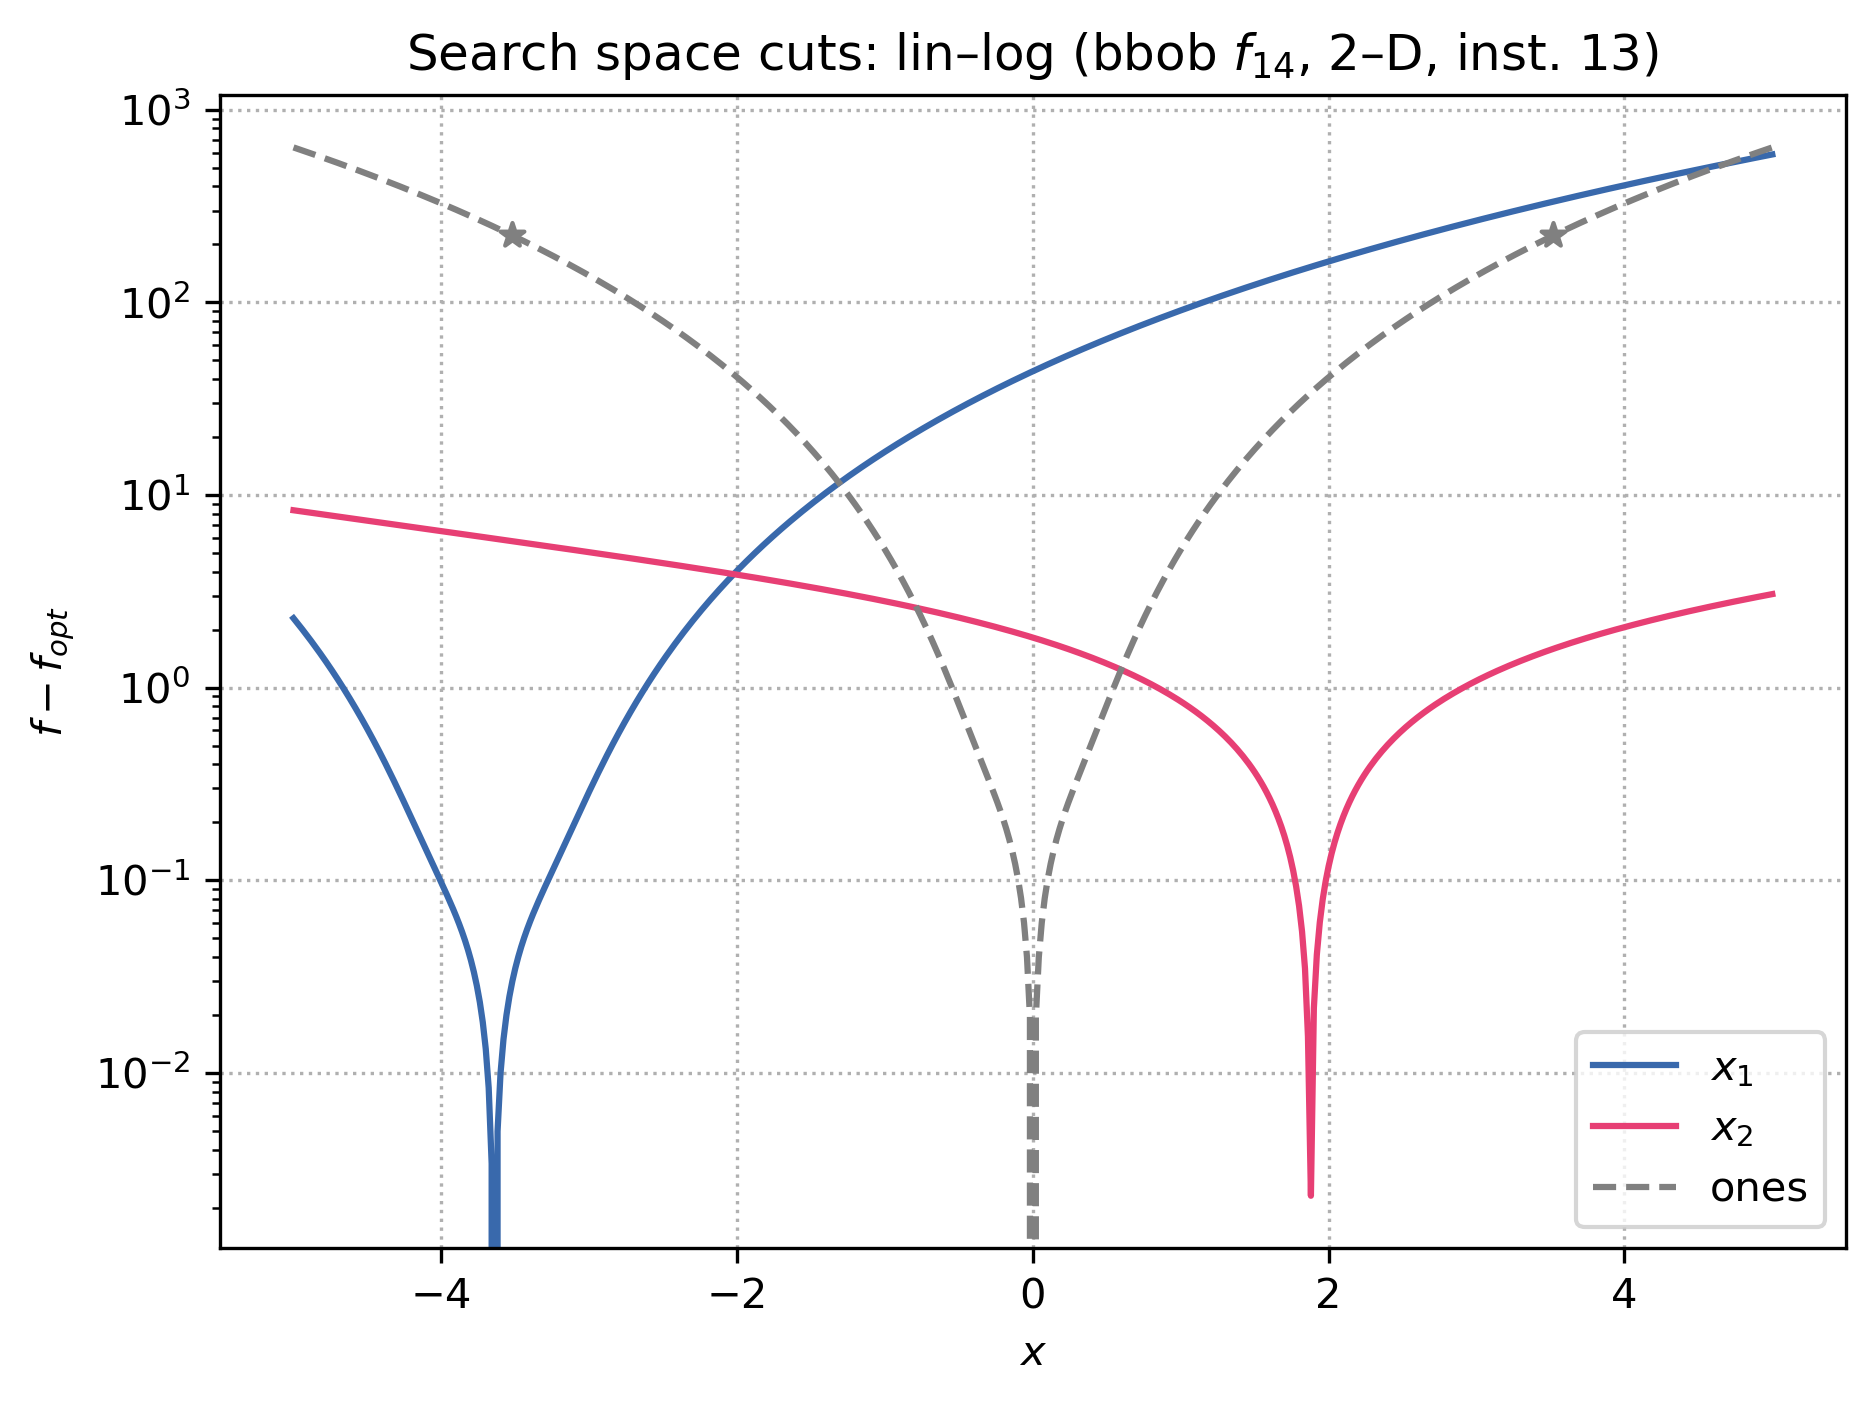 Search space cuts: lin–log (bbob f₁₄, 2–D, inst. 13)
f − fₒₚₜ
10³
10²
10¹
10⁰
10⁻¹
10⁻²
−4
−2
0
2
4
x
x₁
x₂
ones